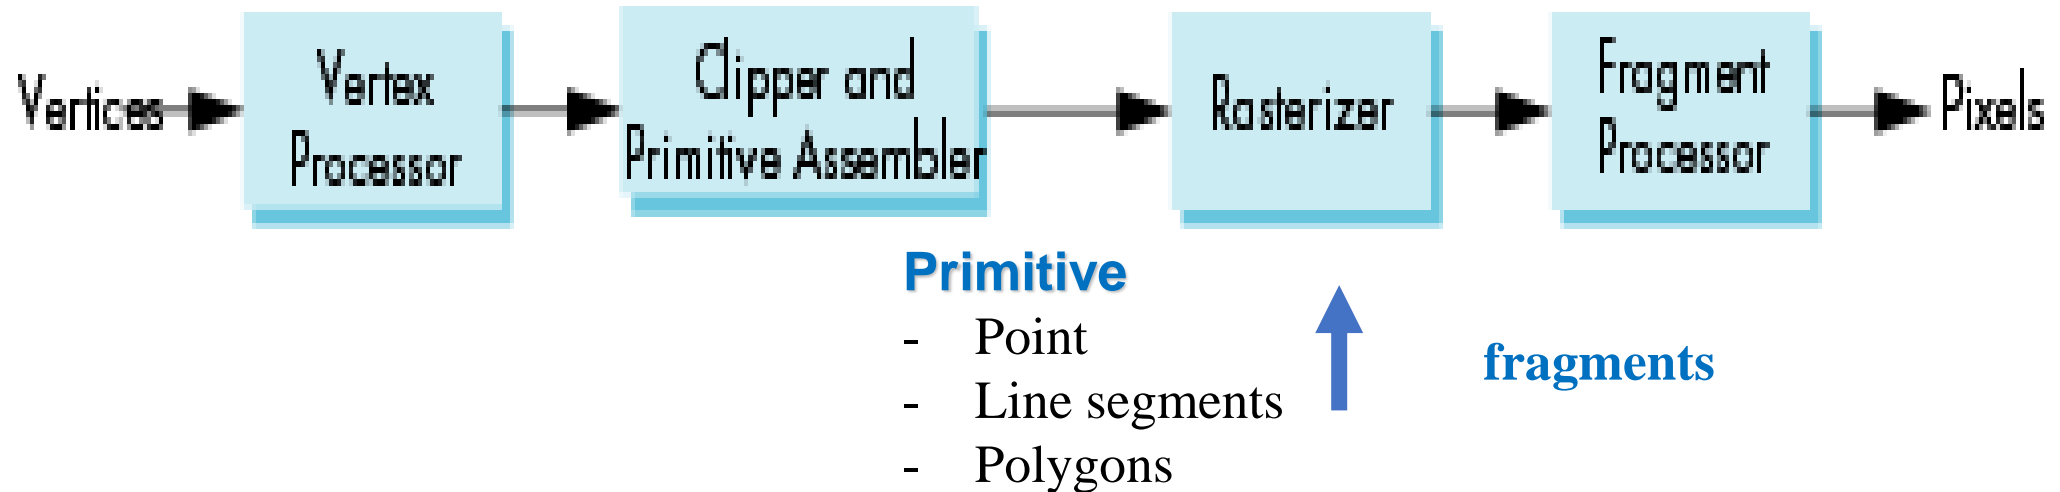 Vertices
Vertex
Processor
Clipper and
Primitive Assembler
Rasterizer
Fragment
Processor
Pixels
Primitive
- Point
- Line segments
- Polygons
fragments